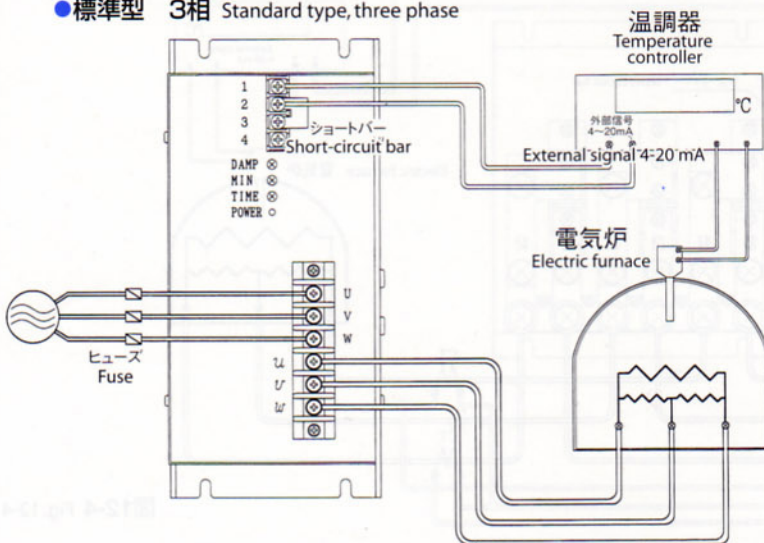 ●標準型 3相 Standard type, three phase
温調器
Temperature
controller
1
2
3
4
ショートバー
Short-circuit bar
DAMP
MIN
TIME
POWER
℃
外部信号
4～20mA
External signal 4-20 mA
電気炉
Electric furnace
U
V
W
u
v
w
ヒューズ
Fuse